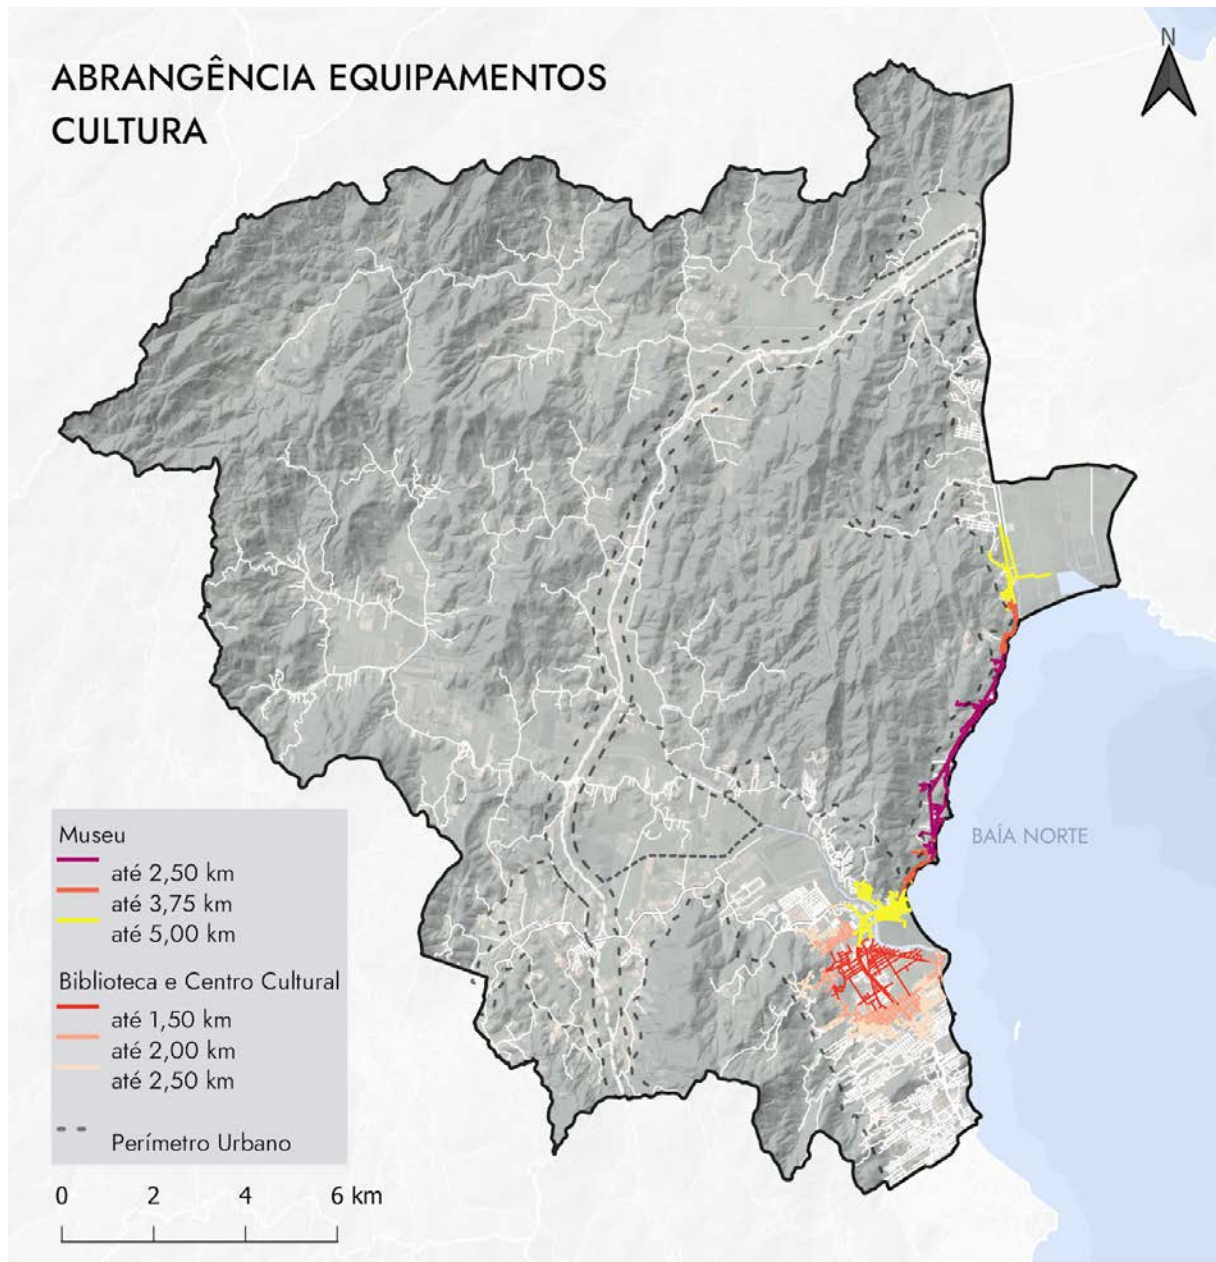 ABRANGÊNCIA EQUIPAMENTOS
CULTURA
N
BAÍA NORTE
Museu
até 2,50 km
até 3,75 km
até 5,00 km
Biblioteca e Centro Cultural
até 1,50 km
até 2,00 km
até 2,50 km
Perímetro Urbano
0 2 4 6 km